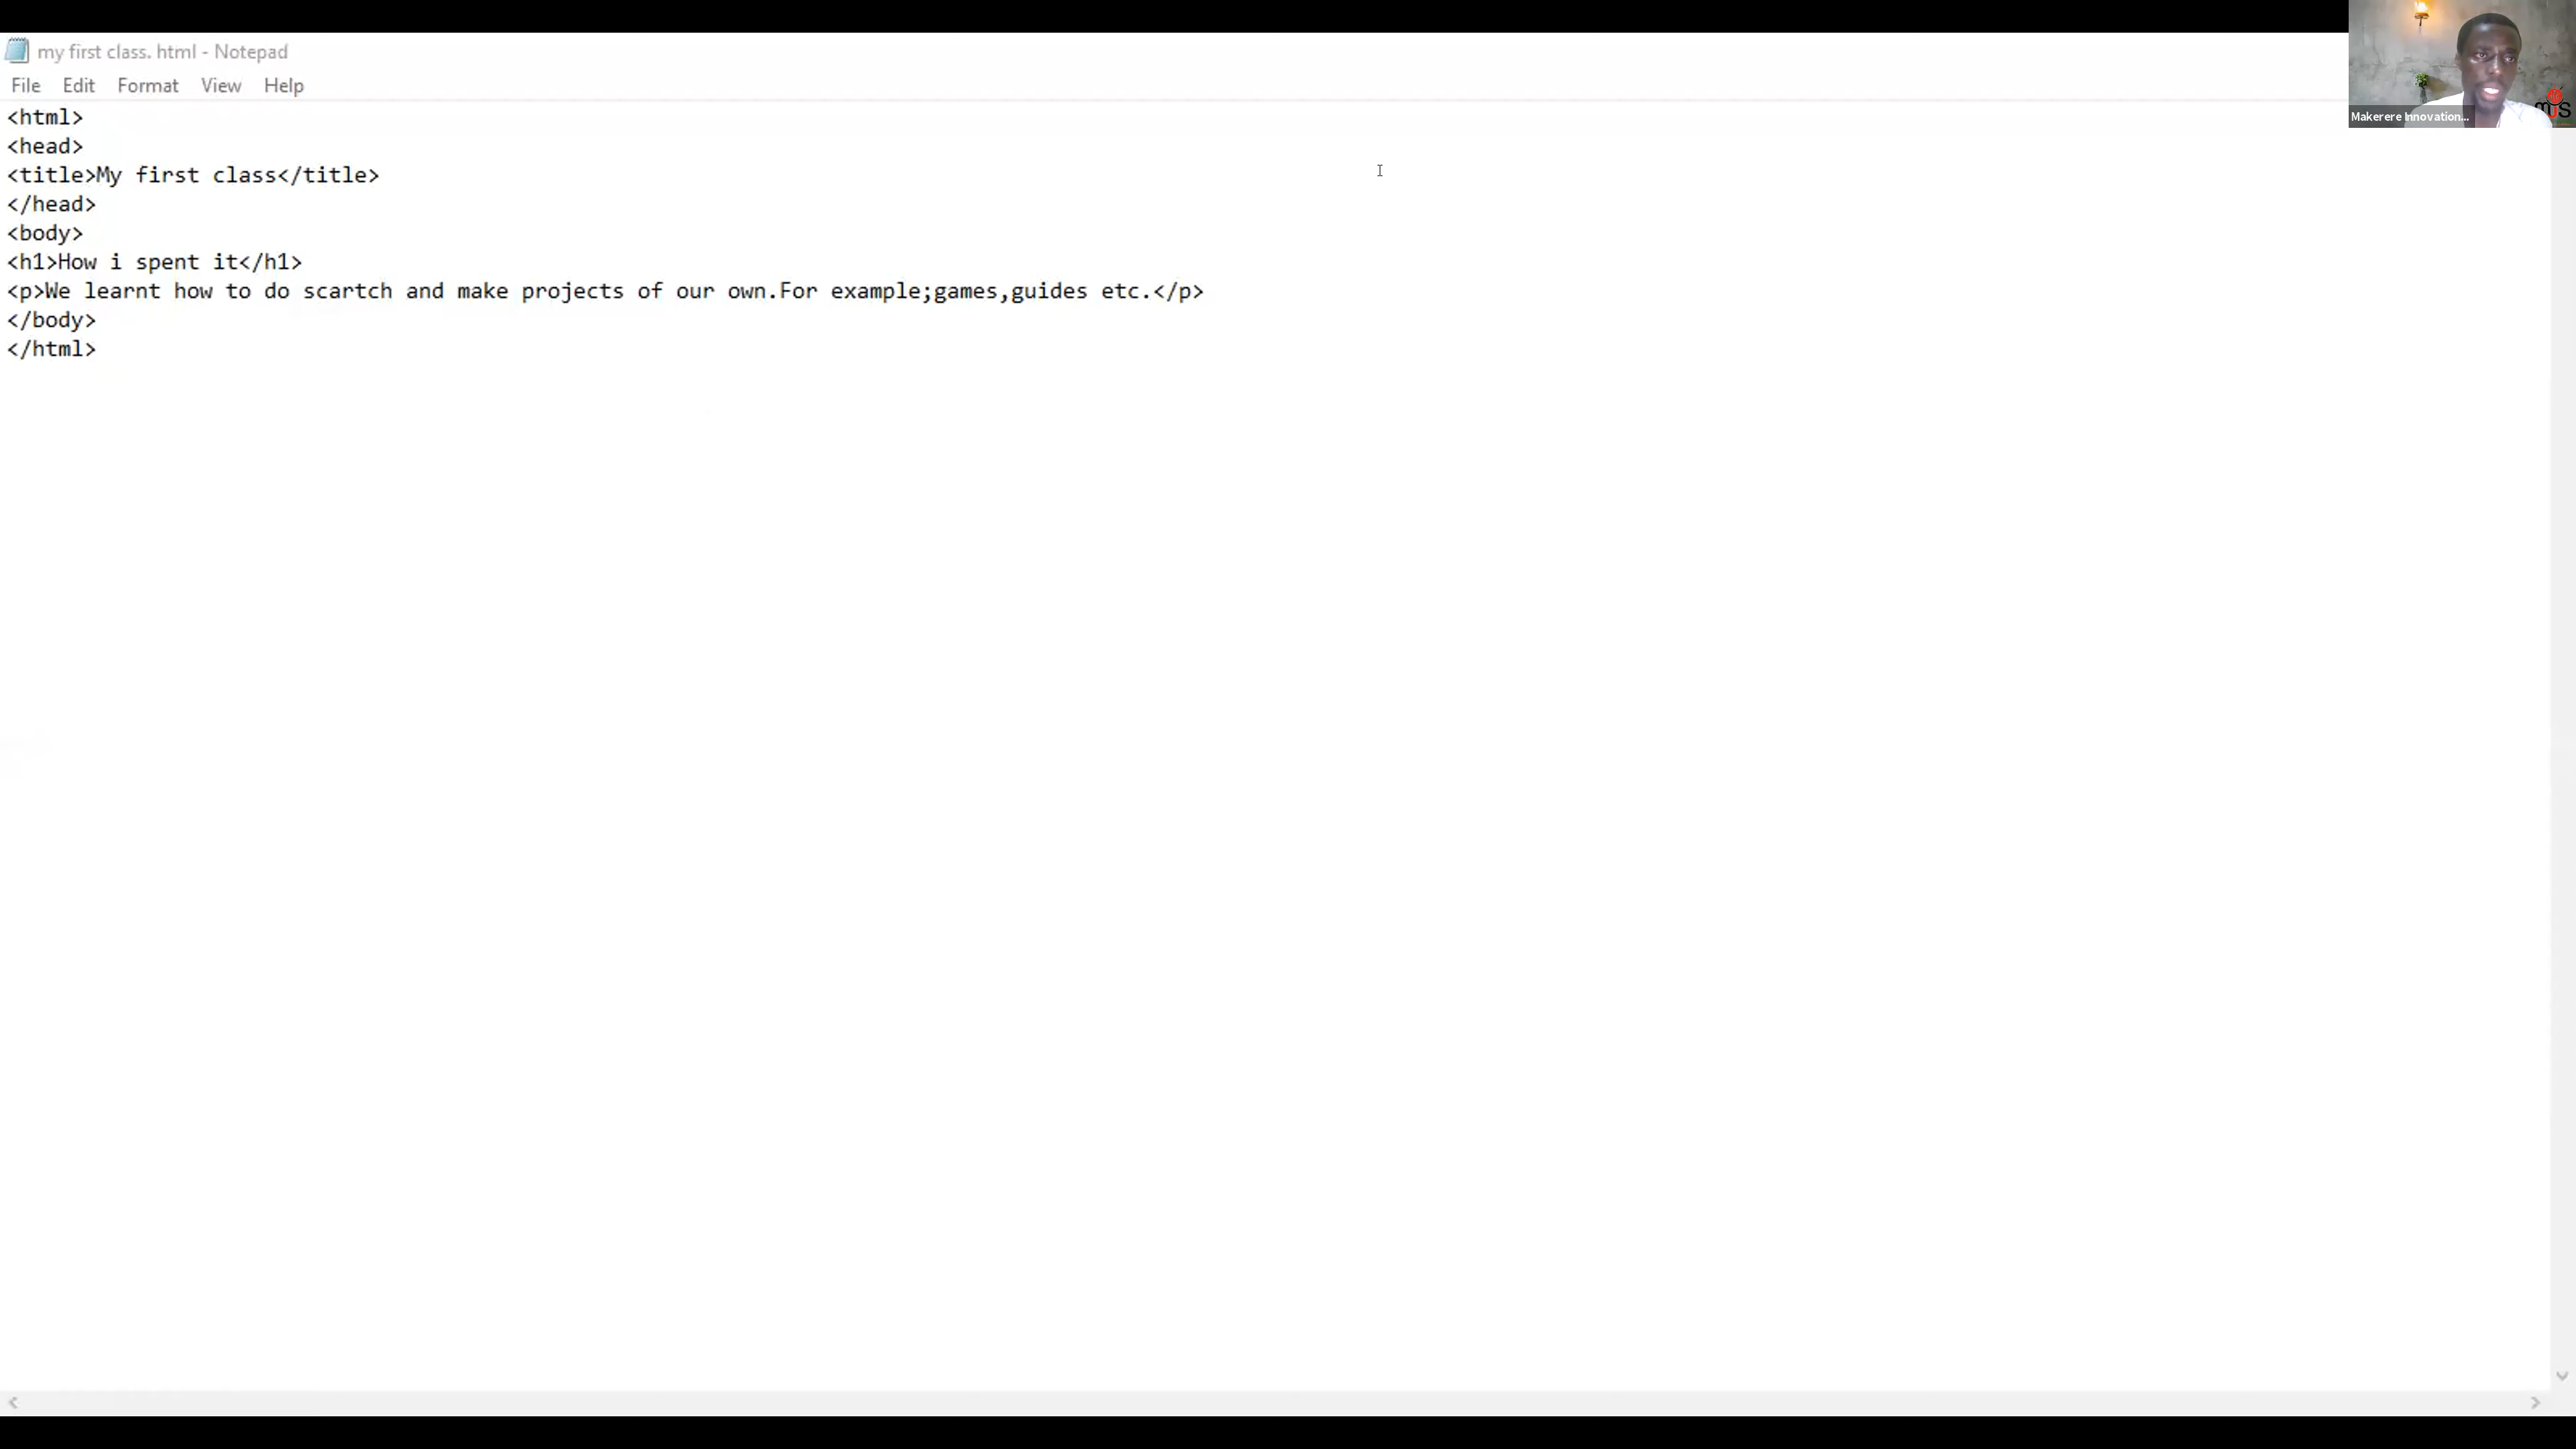 my first class. html - Notepad
File Edit Format View Help
<html>
<head>
<title>My first class</title>
</head>
<body>
<h1>How i spent it</h1>
<p>We learnt how to do scartch and make projects of our own.For example;games,guides etc.</p>
</body>
</html>
Makerere Innovation...